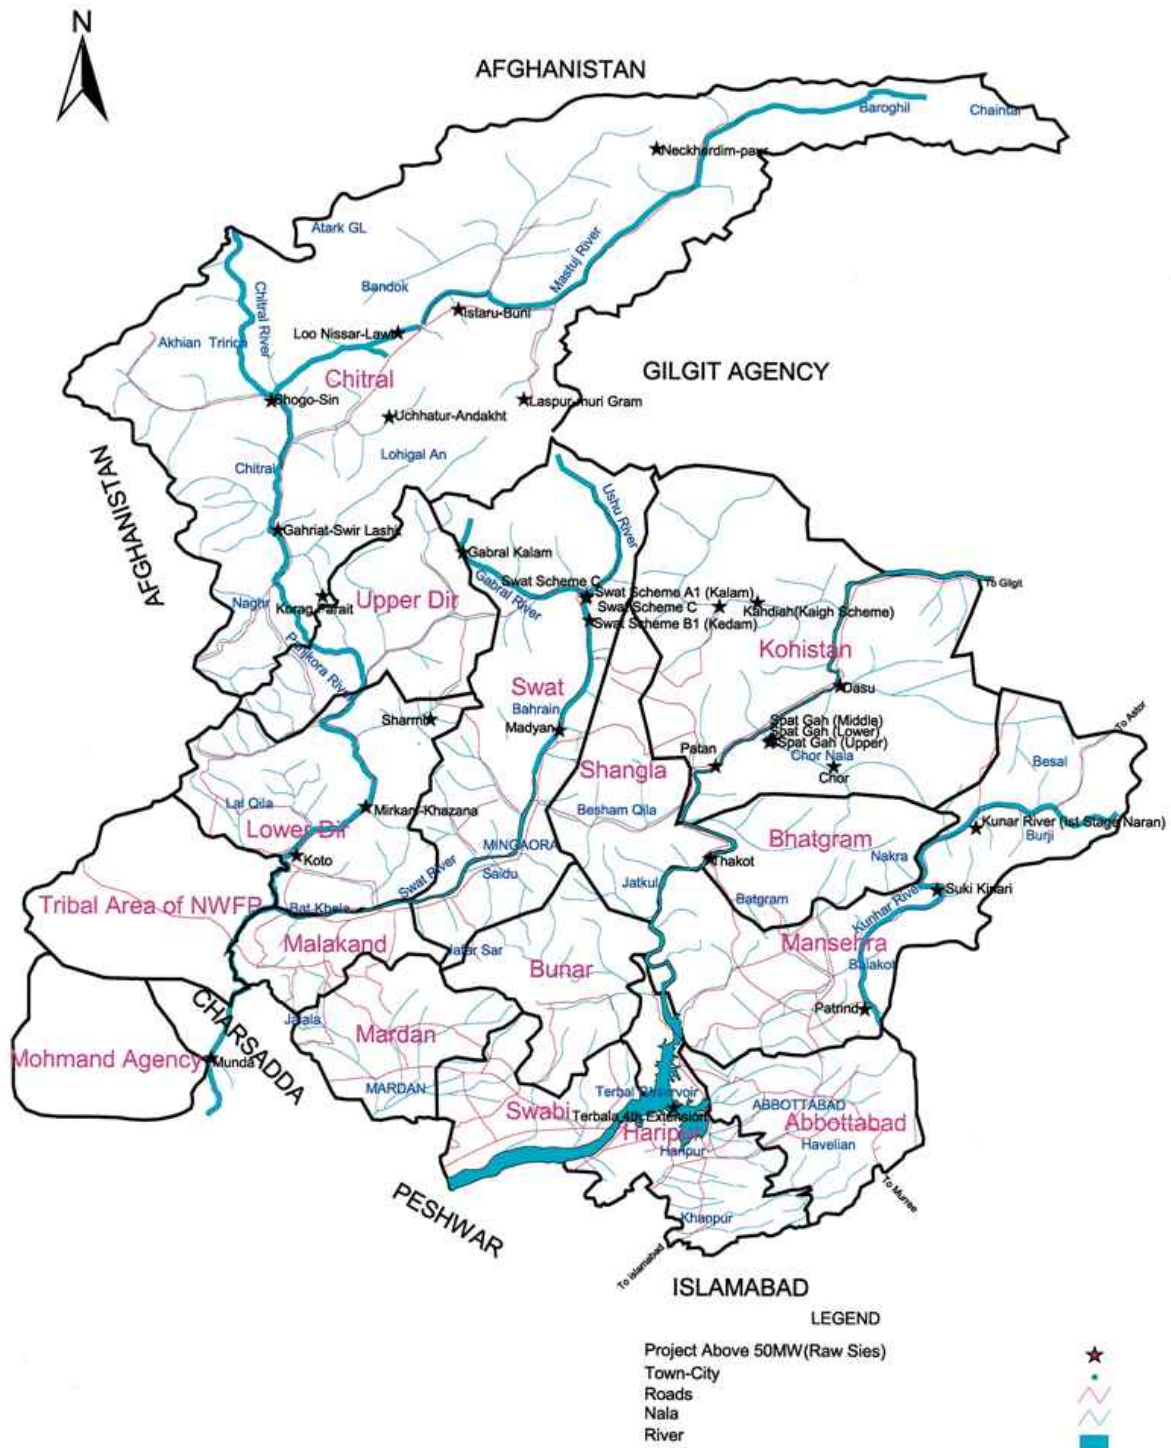 N
AFGHANISTAN
Baroghil
Chaintar
Neckherdim-paur
Atark GL
Mastuj River
Bandok
Chitral River
Istaru-Buni
Loo Nissar-Lawi
Akhian Tririch
GILGIT AGENCY
Chitral
Shogo-Sin
Laspur-muri Gram
Uchhatur-Andakht
AFGHANISTAN
Lohigal An
Chitral
Ushu River
Gahriat-Swir Lasht
Gabral Kalam
Swat Scheme C
Gabral River
To Gilgit
Swat Scheme A1 (Kalam)
Naghr
Korag-Parait
Upper Dir
Swat Scheme C
Kandiah(Kaigh Scheme)
Swat Scheme B1 (Kedam)
Kohistan
Panjkora River
Swat
Dasu
Bahrain
Sharmi
Madyan
Spat Gah (Middle)
Spat Gah (Lower)
Spat Gah (Upper)
To Astor
Patan
Chor Nala
Besal
Shangla
Chor
Lal Qila
Mirkani-Khazana
Besham Qila
Kunar River (Ist Stage Naran)
Lower Dir
Bhatgram
Burji
MINGAORA
Koto
Thakot
Nakra
Swat River
Saidu
Jatkul
Suki Kinari
Tribal Area of NWFP
Bat Khela
Batgram
Kunhar River
Malakand
Jafar Sar
Mansehra
Bunar
Balakot
CHARSADDA
Patrind
Jalala
Mardan
Mohmand Agency
Munda
MARDAN
Terbal Reservoir
Swabi
Terbala 4th Extension
ABBOTTABAD
Haripur
Abbottabad
Haripur
Havelian
PESHWAR
To Murree
Khanpur
To islamabad
ISLAMABAD
LEGEND
Project Above 50MW(Raw Sies)
Town-City
Roads
Nala
River